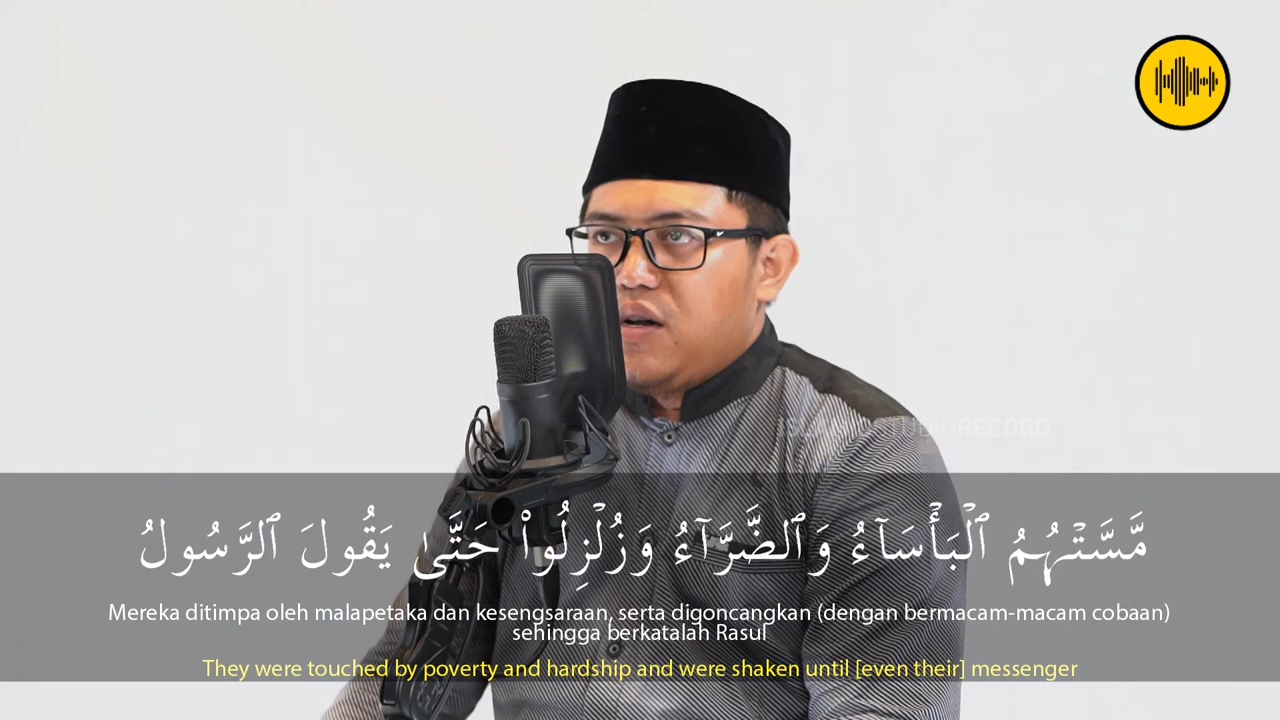 ISLAMICSTUDIORECORD
مَّسَّتۡهُمُ ٱلۡبَأۡسَآءُ وَٱلضَّرَّآءُ وَزُلۡزِلُواْ حَتَّىٰ يَقُولَ ٱلرَّسُولُ
Mereka ditimpa oleh malapetaka dan kesengsaraan, serta digoncangkan (dengan bermacam-macam cobaan)
sehingga berkatalah Rasul
They were touched by poverty and hardship and were shaken until [even their] messenger